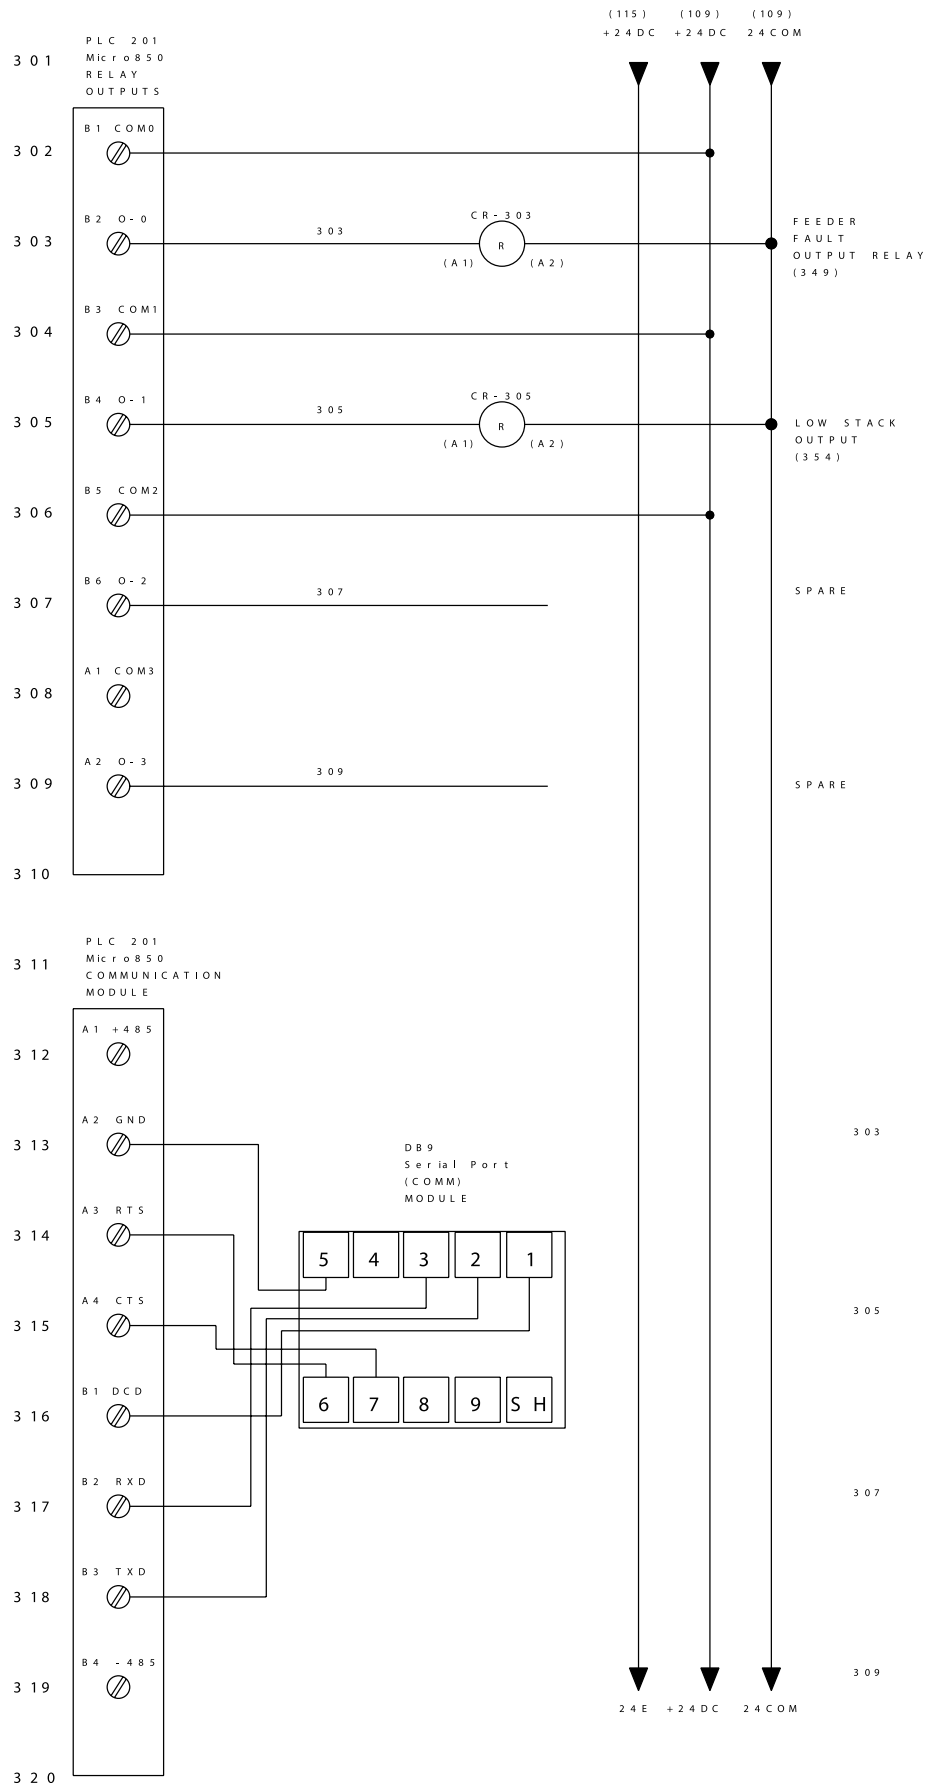 (115)
+24DC
(109)
+24DC
(109)
24COM
301
PLC 201
Micro850
RELAY
OUTPUTS
B1 COM0
302
B2 O-0
303
303
CR-303
R
(A1)
(A2)
FEEDER
FAULT
OUTPUT RELAY
(349)
B3 COM1
304
B4 O-1
305
305
CR-305
R
(A1)
(A2)
LOW STACK
OUTPUT
(354)
B5 COM2
306
B6 O-2
307
307
SPARE
A1 COM3
308
A2 O-3
309
309
SPARE
310
PLC 201
Micro850
COMMUNICATION
MODULE
311
A1 +485
312
A2 GND
313
DB9
Serial Port
(COMM)
MODULE
303
A3 RTS
314
5 4 3 2 1
A4 CTS
315
305
B1 DCD
316
6 7 8 9 SH
B2 RXD
317
307
B3 TXD
318
B4 -485
319
309
24E
+24DC
24COM
320